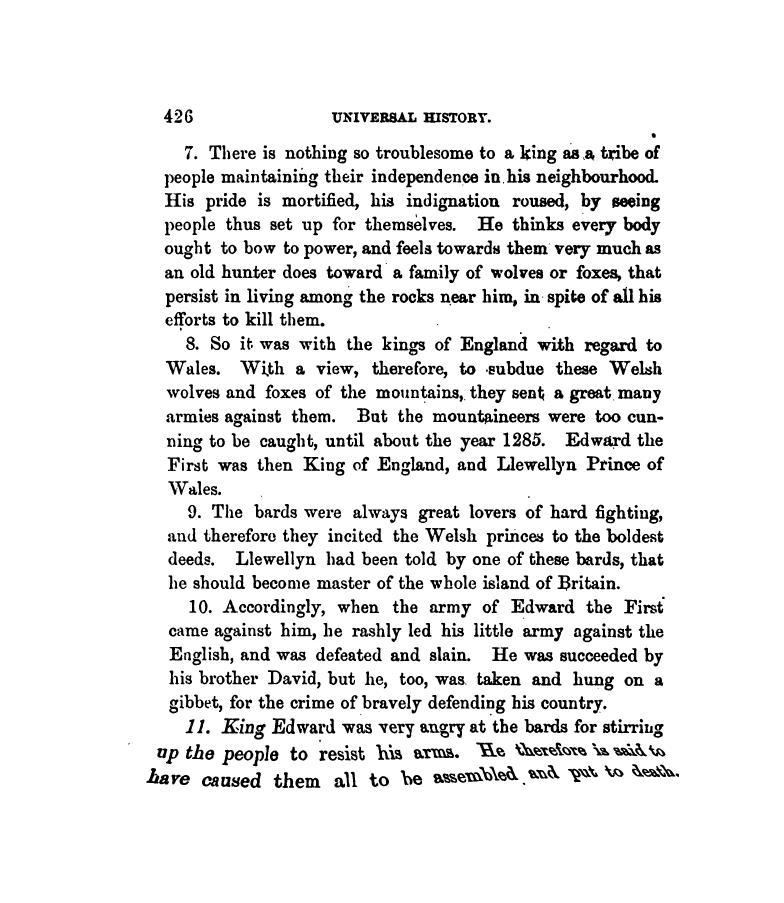 426 UNIVERSAL HISTORY.
7. There is nothing so troublesome to a king as a tribe of
people maintaining their independence in his neighbourhood.
His pride is mortified, his indignation roused, by seeing
people thus set up for themselves. He thinks every body
ought to bow to power, and feels towards them very much as
an old hunter does toward a family of wolves or foxes, that
persist in living among the rocks near him, in spite of all his
efforts to kill them.
8. So it was with the kings of England with regard to
Wales. With a view, therefore, to subdue these Welsh
wolves and foxes of the mountains, they sent a great many
armies against them. But the mountaineers were too cun-
ning to be caught, until about the year 1285. Edward the
First was then King of England, and Llewellyn Prince of
Wales.
9. The bards were always great lovers of hard fighting,
and therefore they incited the Welsh princes to the boldest
deeds. Llewellyn had been told by one of these bards, that
he should become master of the whole island of Britain.
10. Accordingly, when the army of Edward the First
came against him, he rashly led his little army against the
English, and was defeated and slain. He was succeeded by
his brother David, but he, too, was taken and hung on a
gibbet, for the crime of bravely defending his country.
11. King Edward was very angry at the bards for stirring
up the people to resist his arms. He therefore is said to
have caused them all to be assembled and put to death.